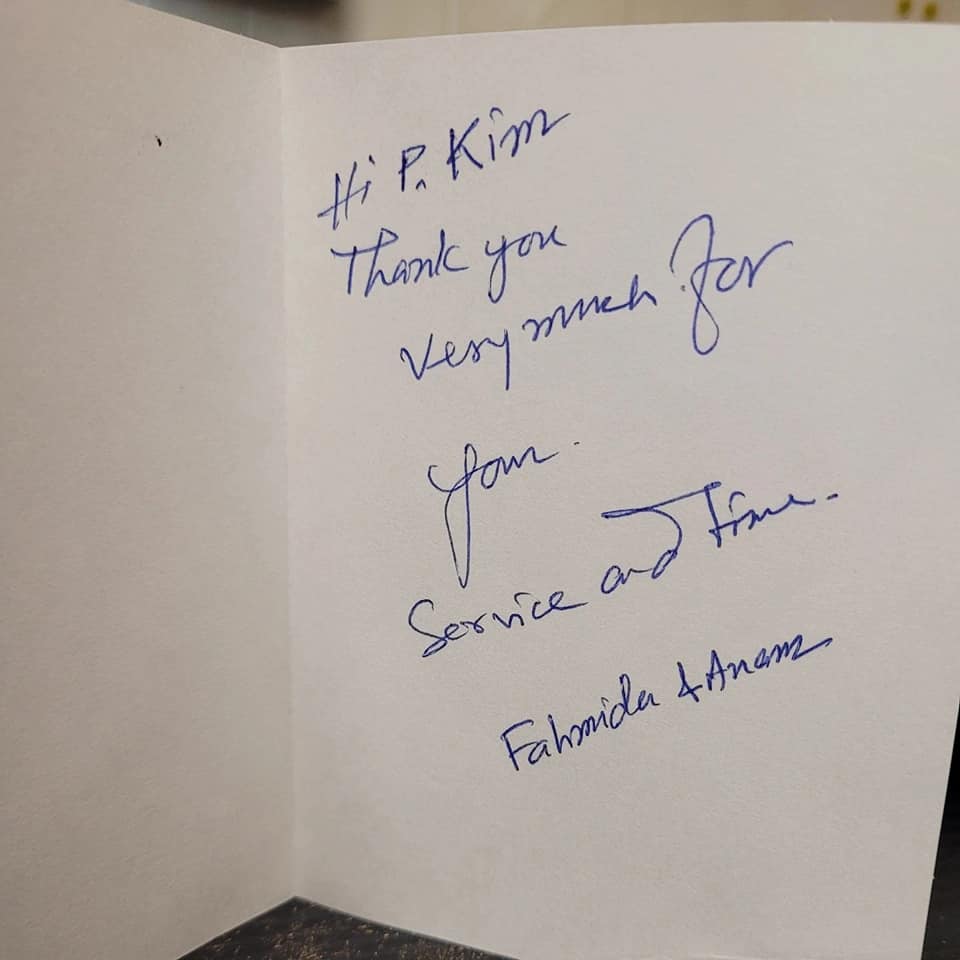 Hi P. Kim
Thank you
very much for
your.
Service and time.
Fahmida & Anam